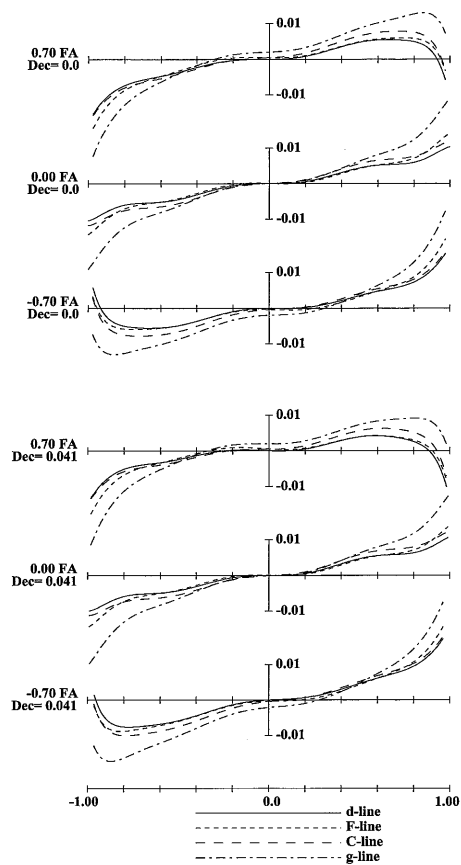 0.01
0.70 FA
Dec= 0.0
-0.01
0.01
0.00 FA
Dec= 0.0
-0.01
0.01
-0.70 FA
Dec= 0.0
-0.01
0.01
0.70 FA
Dec= 0.041
-0.01
0.01
0.00 FA
Dec= 0.041
-0.01
0.01
-0.70 FA
Dec= 0.041
-0.01
-1.00 0.0 1.00
d-line
F-line
C-line
g-line